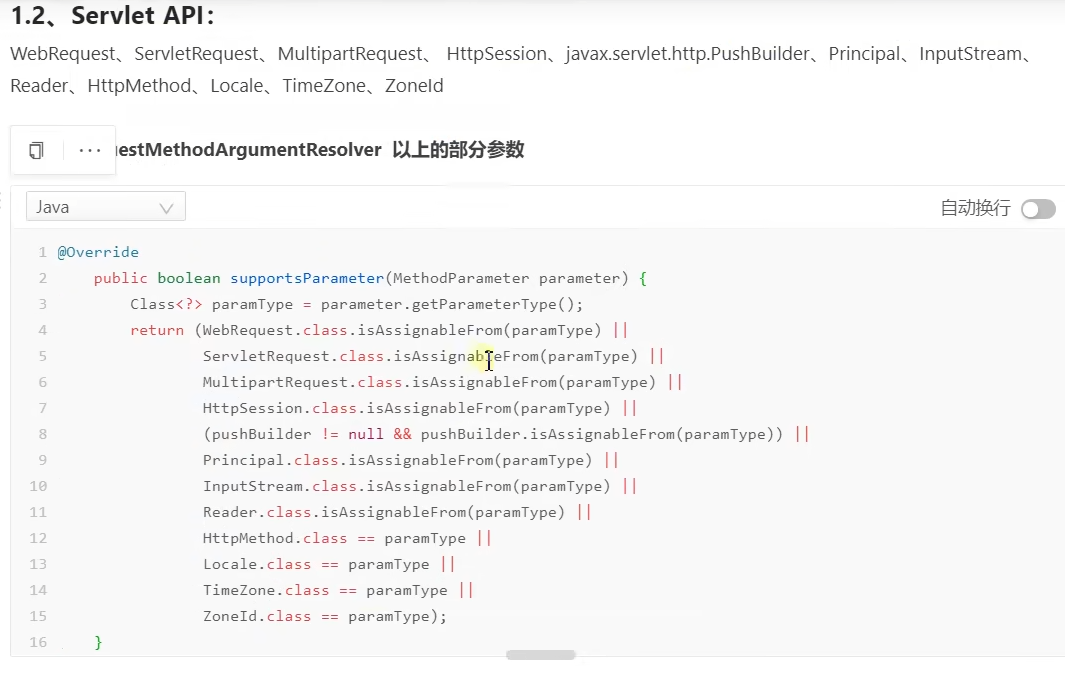 1.2、Servlet API：
WebRequest、ServletRequest、MultipartRequest、 HttpSession、javax.servlet.http.PushBuilder、Principal、InputStream、
Reader、HttpMethod、Locale、TimeZone、ZoneId
estMethodArgumentResolver 以上的部分参数
Java
自动换行
1 @Override
2 public boolean supportsParameter(MethodParameter parameter) {
3 Class<?> paramType = parameter.getParameterType();
4 return (WebRequest.class.isAssignableFrom(paramType) ||
5 ServletRequest.class.isAssignableFrom(paramType) ||
6 MultipartRequest.class.isAssignableFrom(paramType) ||
7 HttpSession.class.isAssignableFrom(paramType) ||
8 (pushBuilder != null && pushBuilder.isAssignableFrom(paramType)) ||
9 Principal.class.isAssignableFrom(paramType) ||
10 InputStream.class.isAssignableFrom(paramType) ||
11 Reader.class.isAssignableFrom(paramType) ||
12 HttpMethod.class == paramType ||
13 Locale.class == paramType ||
14 TimeZone.class == paramType ||
15 ZoneId.class == paramType);
16 }